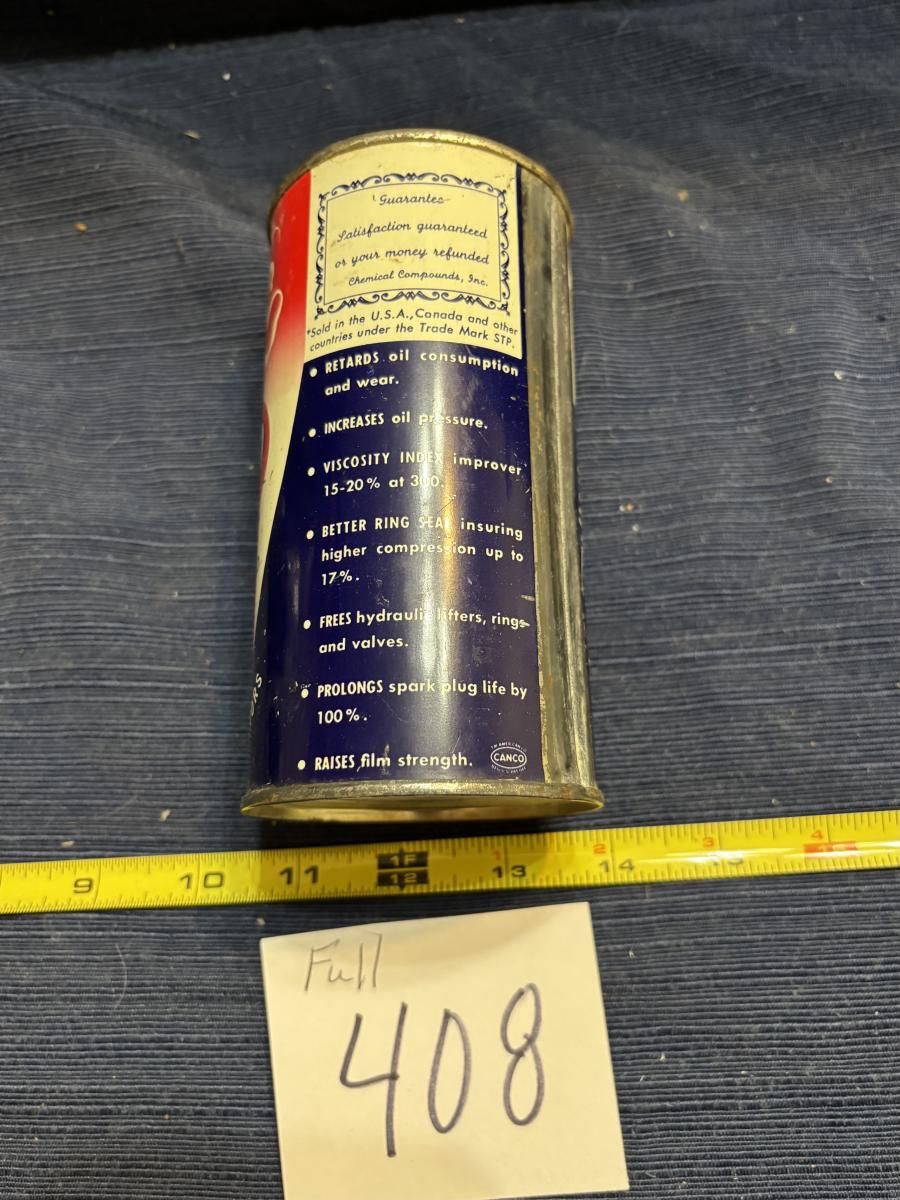 Guarantee
Satisfaction guaranteed
or your money refunded
Chemical Compounds, Inc.
*Sold in the U.S.A., Canada and other
countries under the Trade Mark STP.
• RETARDS oil consumption
and wear.
• INCREASES oil pressure.
• VISCOSITY INDEX improver
15-20% at 300.
• BETTER RING SEAL insuring
higher compression up to
17%.
• FREES hydraulic lifters, rings
and valves.
• PROLONGS spark plug life by
100%.
• RAISES film strength.
CANCO
9 10 11 1F 1 2 3 4
12 13 14 15
Full
408